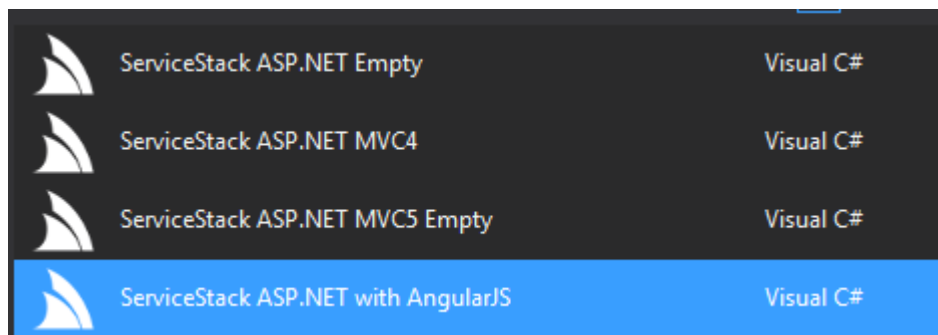 ServiceStack ASP.NET Empty Visual C#
ServiceStack ASP.NET MVC4 Visual C#
ServiceStack ASP.NET MVC5 Empty Visual C#
ServiceStack ASP.NET with AngularJS Visual C#